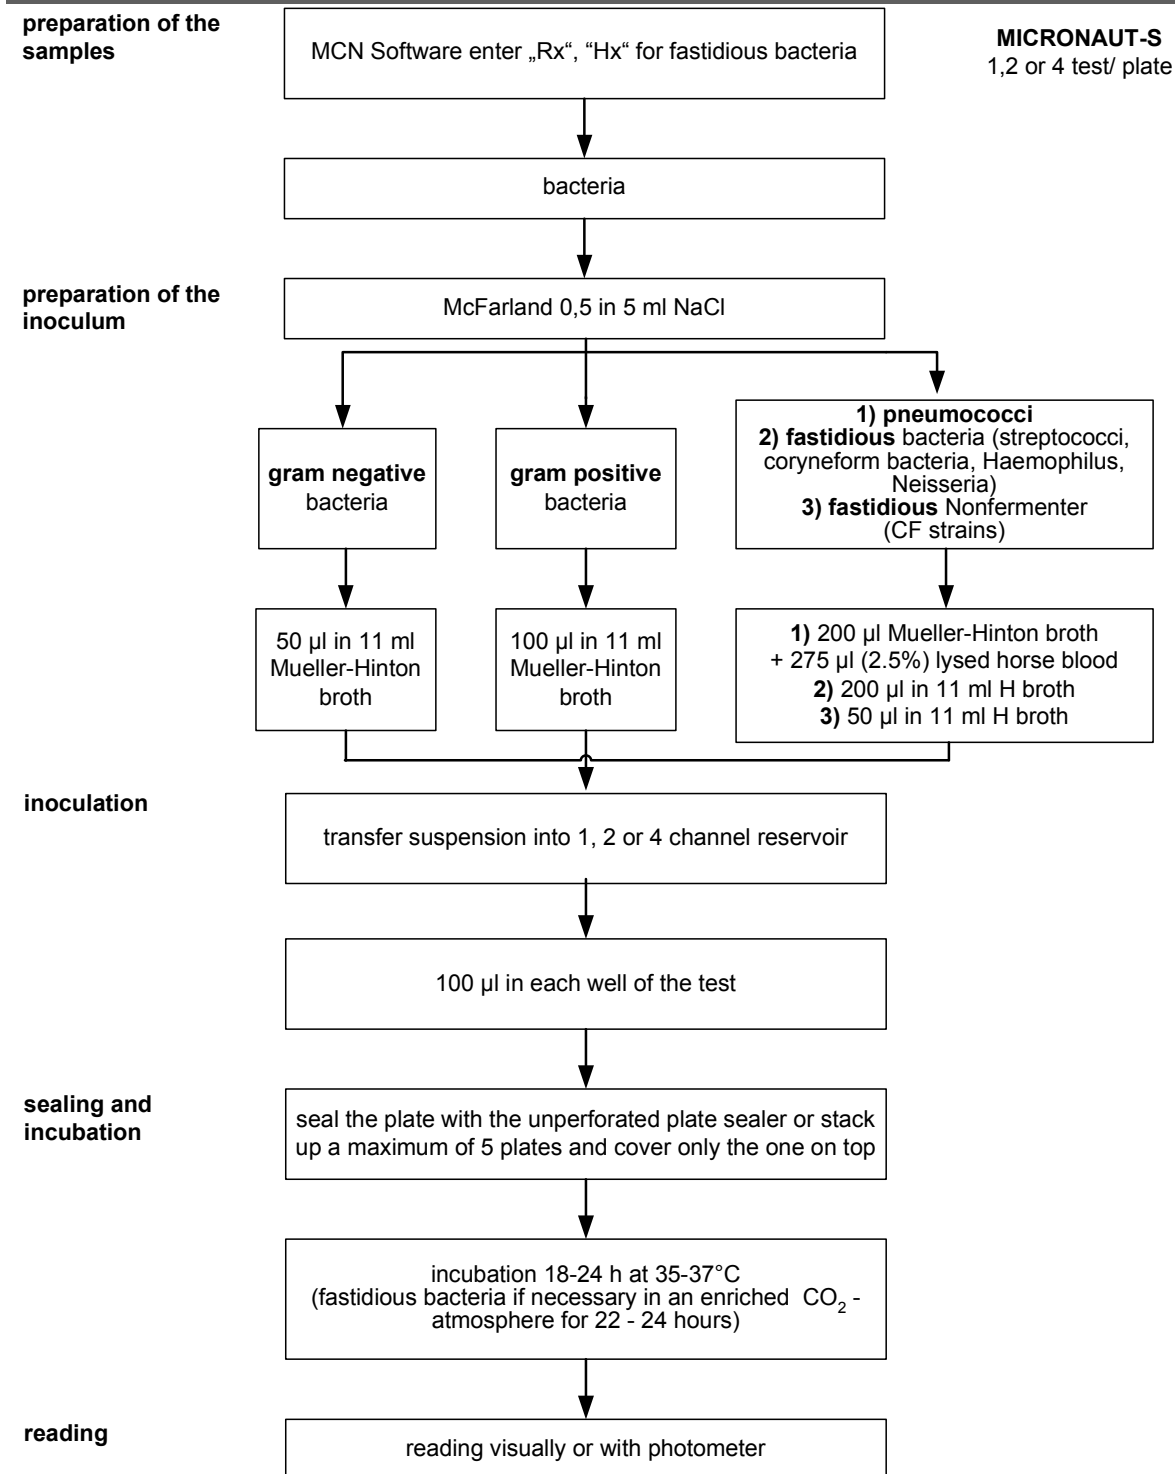 preparation of the
samples
MCN Software enter „Rx“, “Hx“ for fastidious bacteria
MICRONAUT-S
1,2 or 4 test/ plate
bacteria
preparation of the
inoculum
McFarland 0,5 in 5 ml NaCl
gram negative
bacteria
gram positive
bacteria
1) pneumococci
2) fastidious bacteria (streptococci,
coryneform bacteria, Haemophilus,
Neisseria)
3) fastidious Nonfermenter
(CF strains)
50 µl in 11 ml
Mueller-Hinton
broth
100 µl in 11 ml
Mueller-Hinton
broth
1) 200 µl Mueller-Hinton broth
+ 275 µl (2.5%) lysed horse blood
2) 200 µl in 11 ml H broth
3) 50 µl in 11 ml H broth
inoculation
transfer suspension into 1, 2 or 4 channel reservoir
100 µl in each well of the test
sealing and
incubation
seal the plate with the unperforated plate sealer or stack
up a maximum of 5 plates and cover only the one on top
incubation 18-24 h at 35-37°C
(fastidious bacteria if necessary in an enriched CO₂ -
atmosphere for 22 - 24 hours)
reading
reading visually or with photometer